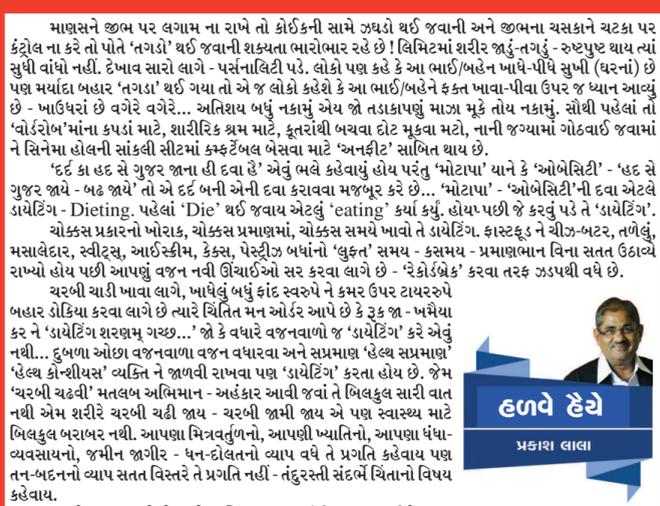 માણસને જીભ પર લગામ ના રાખે તો કોઈકની સામે ઝઘડો થઈ જવાની અને જીભના ચસકાને ચટકા પર
કંટ્રોલ ના કરે તો પોતે ‘તગડો’ થઈ જવાની શક્યતા ભારોભાર રહે છે ! લિમિટમાં શરીર જાડું-તગડું - રુષ્ટપુષ્ટ થાય ત્યાં
સુધી વાંધો નહીં. દેખાવ સારો લાગે - પર્સનાલિટી પડે. લોકો પણ કહે કે આ ભાઈ/બહેન ખાધે-પીધે સુખી (ઘરનાં) છે
પણ મર્યાદા બહાર ‘તગડા’ થઈ ગયા તો એ જ લોકો કહેશે કે આ ભાઈ/બહેને ફક્ત ખાવા-પીવા ઉપર જ ધ્યાન આપ્યું
છે - ખાઉધરાં છે વગેરે વગેરે... અતિશય બધું નકામું એય જો તડાકાપણું માઝા મૂકે તોય નકામું. સૌથી પહેલાં તો
‘વોર્ડરોબ’માંના કપડાં માટે, શારીરિક શ્રમ માટે, કૂતરાંથી બચવા દોટ મૂકવા મટો, નાની જગ્યામાં ગોઠવાઈ જવામાં
ને સિનેમા હોલની સાંકલી સીટમાં કમ્ફર્ટેબલ બેસવા માટે ‘અનફીટ’ સાબિત થાય છે.
‘દર્દ કા હદ સે ગુજર જાના હી દવા હૈ’ એવું ભલે કહેવાયું હોય પરંતુ ‘મોટાપા’ યાને કે ‘ઓબેસિટી’ - ‘હદ સે
ગુજર જાયે - બઢ જાયે’ તો એ દર્દ બની એની દવા કરાવવા મજબૂર કરે છે... ‘મોટાપા’ - ‘ઓબેસિટી’ની દવા એટલે
ડાયેટિંગ - Dieting. પહેલાં ‘Die’ થઈ જવાય એટલું ‘eating’ કર્યા કર્યું. હોય- પછી જે કરવું પડે તે ‘ડાયેટિંગ’.
ચોક્કસ પ્રકારનો ખોરાક, ચોક્કસ પ્રમાણમાં, ચોક્કસ સમયે ખાવો તે ડાયેટિંગ. ફાસ્ટફૂડ ને ચીઝ-બટર, તળેલું,
મસાલેદાર, સ્વીટ્સ, આઈસ્ક્રીમ, કેક્સ, પેસ્ટ્રીઝ બધાંનો ‘લુફ્ત’ સમય - કસમય - પ્રમાણભાન વિના સતત ઉઠાવ્યે
રાખ્યો હોય પછી આપણું વજન નવી ઊંચાઈઓ સર કરવા લાગે છે - ‘રેકોર્ડબ્રેક’ કરવા તરફ ઝડપથી વધે છે.
ચરબી ચાડી ખાવા લાગે, ખાધેલું બધું ફાંદ સ્વરુપે ને કમર ઉપર ટાયરરુપે
બહાર ડોકિયા કરવા લાગે છે ત્યારે ચિંતિત મન ઓર્ડર આપે છે કે રૂક જા - ખમૈયા
કર ને ‘ડાયેટિંગ શરણમ્ ગચ્છ...’ જો કે વધારે વજનવાળો જ ‘ડાયેટિંગ’ કરે એવું
નથી... દુબળા ઓછા વજનવાળા વજન વધારવા અને સપ્રમાણ ‘હેલ્થ સપ્રમાણ’
‘હેલ્થ કોન્શીયસ’ વ્યક્તિ ને જાળવી રાખવા પણ ‘ડાયેટિંગ’ કરતા હોય છે. જેમ
‘ચરબી ચઢવી’ મતલબ અભિમાન - અહંકાર આવી જવાં તે બિલકુલ સારી વાત
નથી એમ શરીરે ચરબી ચઢી જાય - ચરબી જામી જાય એ પણ સ્વાસ્થ્ય માટે
બિલકુલ બરાબર નથી. આપણા મિત્રવર્તુળનો, આપણી ખ્યાતિનો, આપણા ધંધા-
વ્યવસાયનો, જમીન જાગીર - ધન-દોલતનો વ્યાપ વધે તે પ્રગતિ કહેવાય પણ
તન-બદનનો વ્યાપ સતત વિસ્તરે તે પ્રગતિ નહીં - તંદુરસ્તી સંદર્ભે ચિંતાનો વિષય
કહેવાય.
હળવે હૈયે
પ્રકાશ લાલા